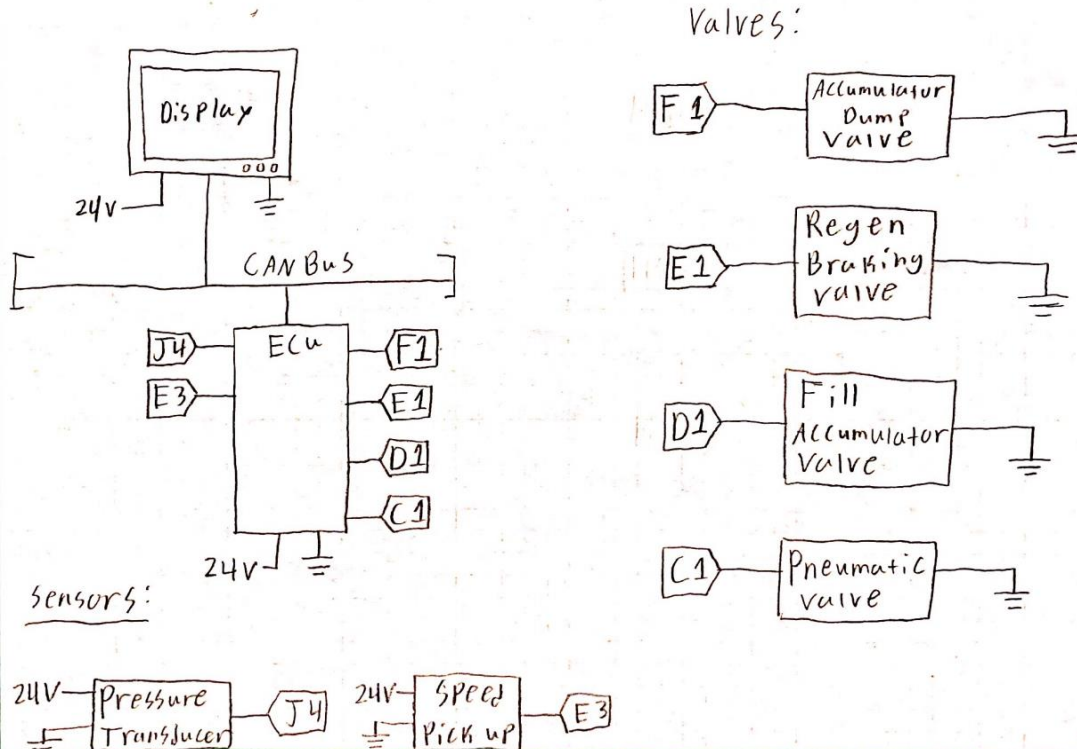 Valves:
Display
24V
CAN Bus
ECU
J4
E3
F1
E1
D1
C1
24V
F1
Accumulator
Dump
Valve
E1
Regen
Braking
Valve
D1
Fill
Accumulator
Valve
C1
Pneumatic
Valve
Sensors:
24V
Pressure
Transducer
J4
24V
Speed
Pick up
E3